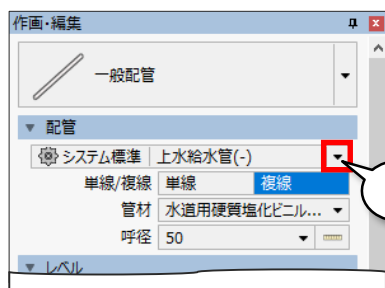 作画・編集
一般配管
配管
システム標準 上水給水管(-)
単線/複線 単線 複線
管材 水道用硬質塩化ビニル...
呼径 50
レベル